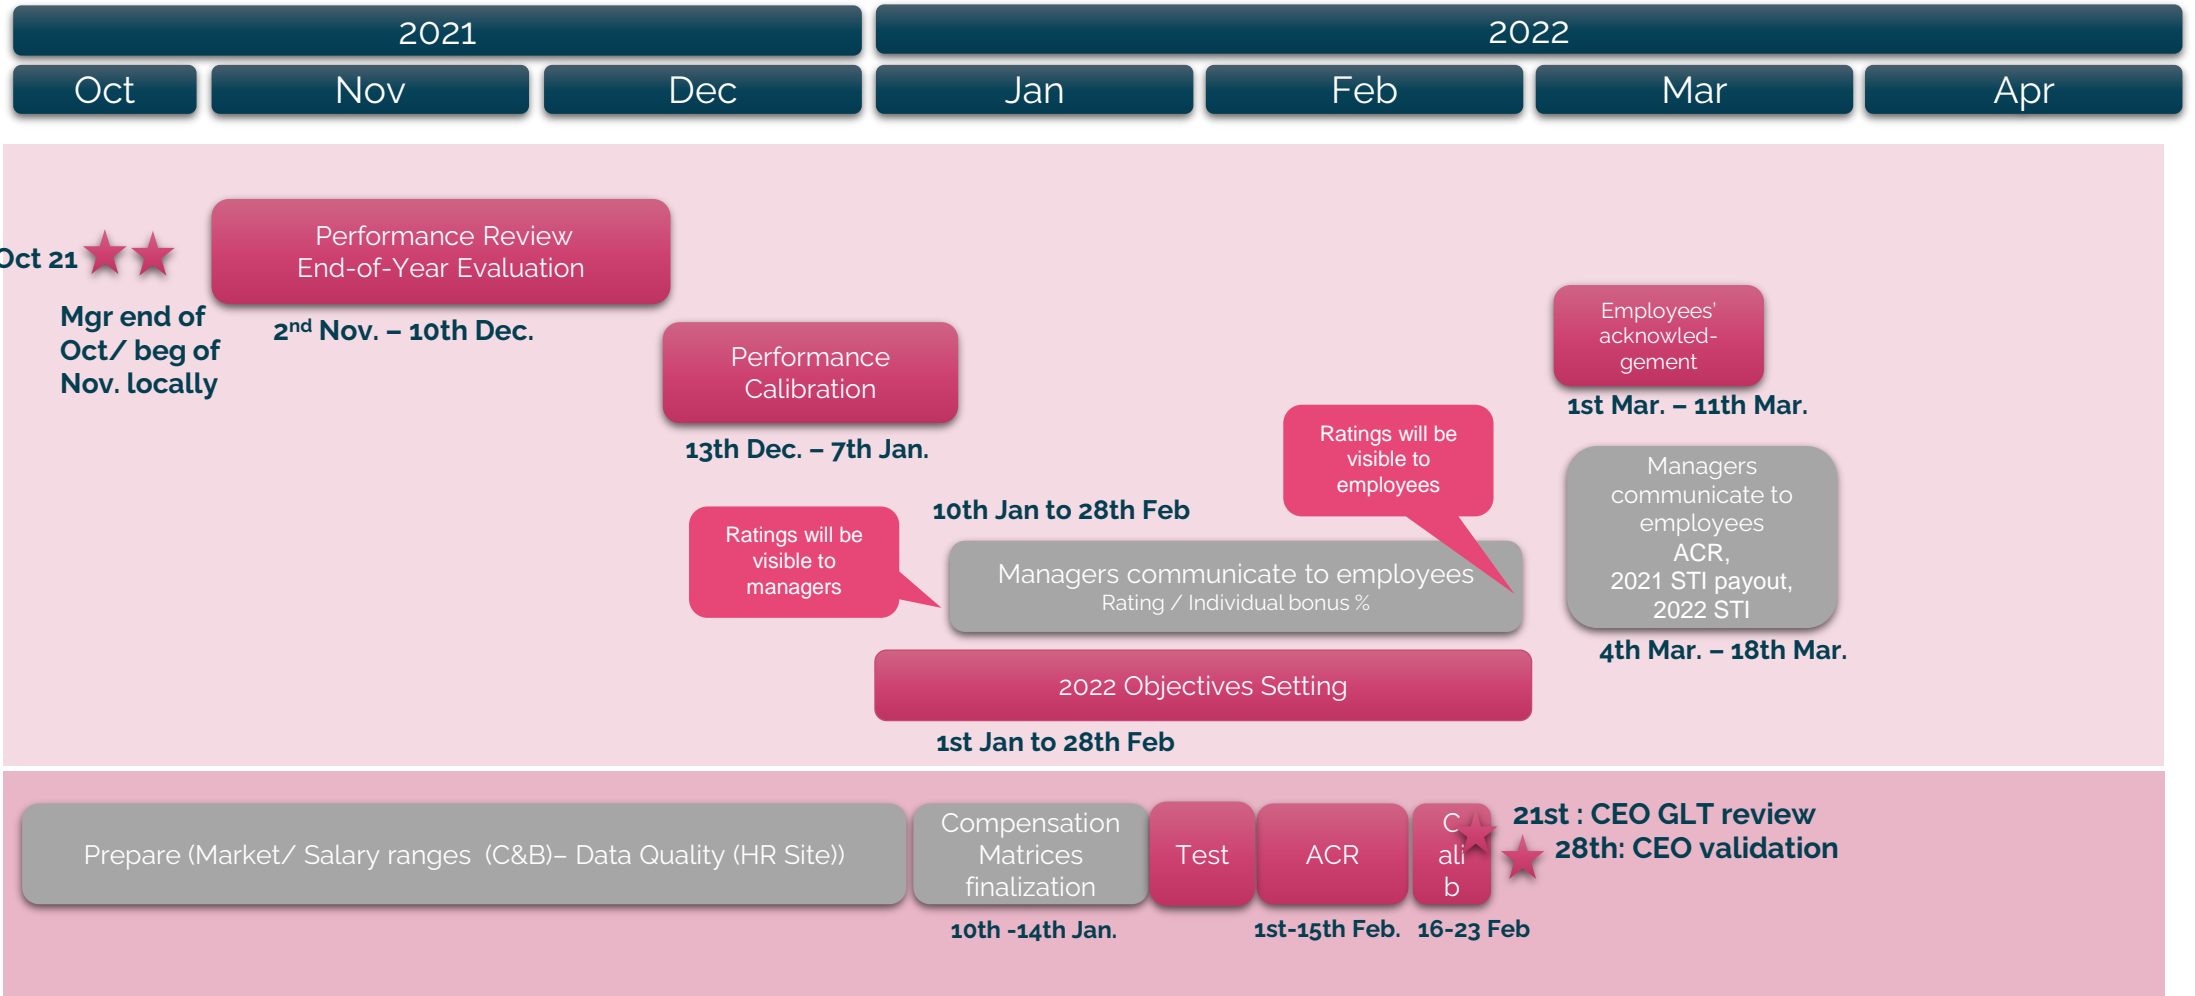 2021
2022
Oct
Nov
Dec
Jan
Feb
Mar
Apr
Oct 21
Mgr end of
Oct/ beg of
Nov. locally
Performance Review
End-of-Year Evaluation
2nd Nov. – 10th Dec.
Performance
Calibration
13th Dec. – 7th Jan.
Ratings will be
visible to
managers
10th Jan to 28th Feb
Managers communicate to employees
Rating / Individual bonus %
Ratings will be
visible to
employees
2022 Objectives Setting
1st Jan to 28th Feb
Employees'
acknowled-
gement
1st Mar. – 11th Mar.
Managers
communicate to
employees
ACR,
2021 STI payout,
2022 STI
4th Mar. – 18th Mar.
Prepare (Market/ Salary ranges (C&B)– Data Quality (HR Site))
Compensation
Matrices
finalization
10th -14th Jan.
Test
ACR
1st-15th Feb.
C
ali
b
16-23 Feb
21st : CEO GLT review
28th: CEO validation